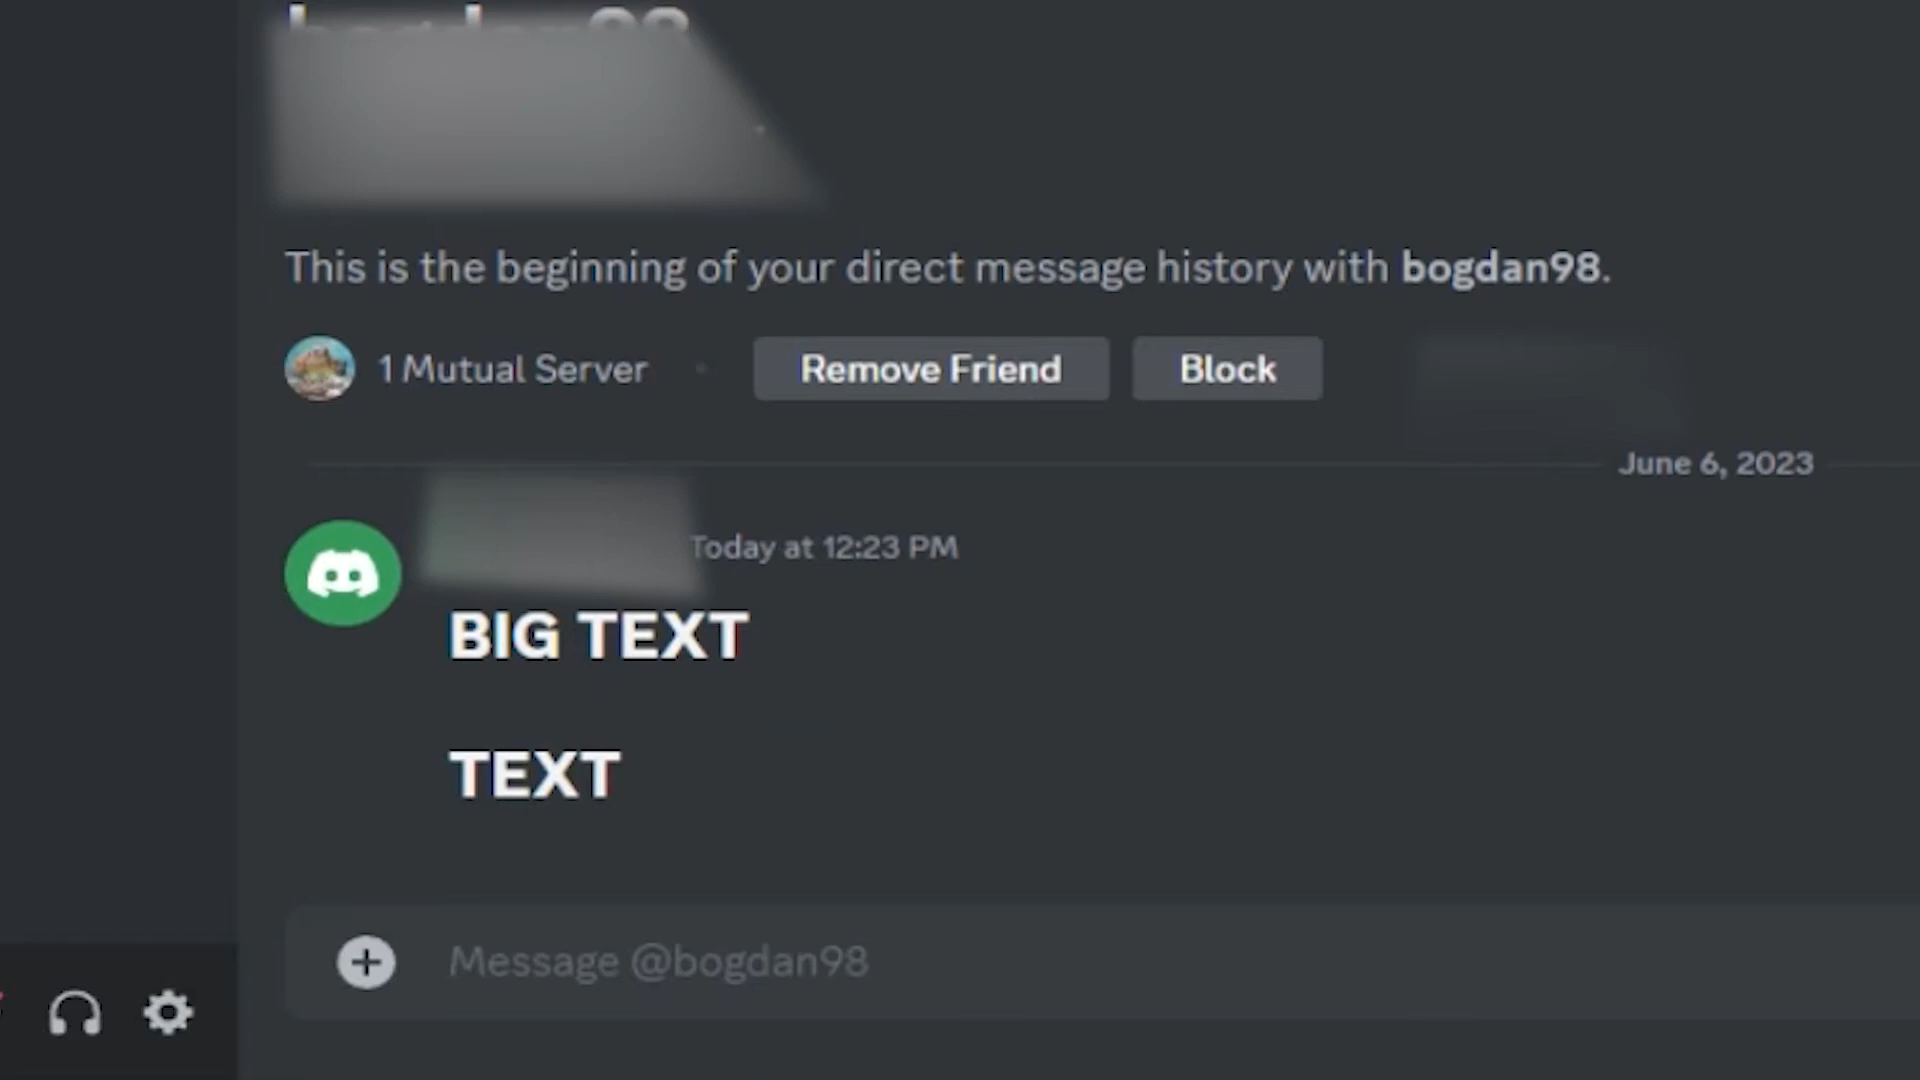 This is the beginning of your direct message history with bogdan98.
1 Mutual Server
Remove Friend
Block
June 6, 2023
Today at 12:23 PM
BIG TEXT
TEXT
Message @bogdan98